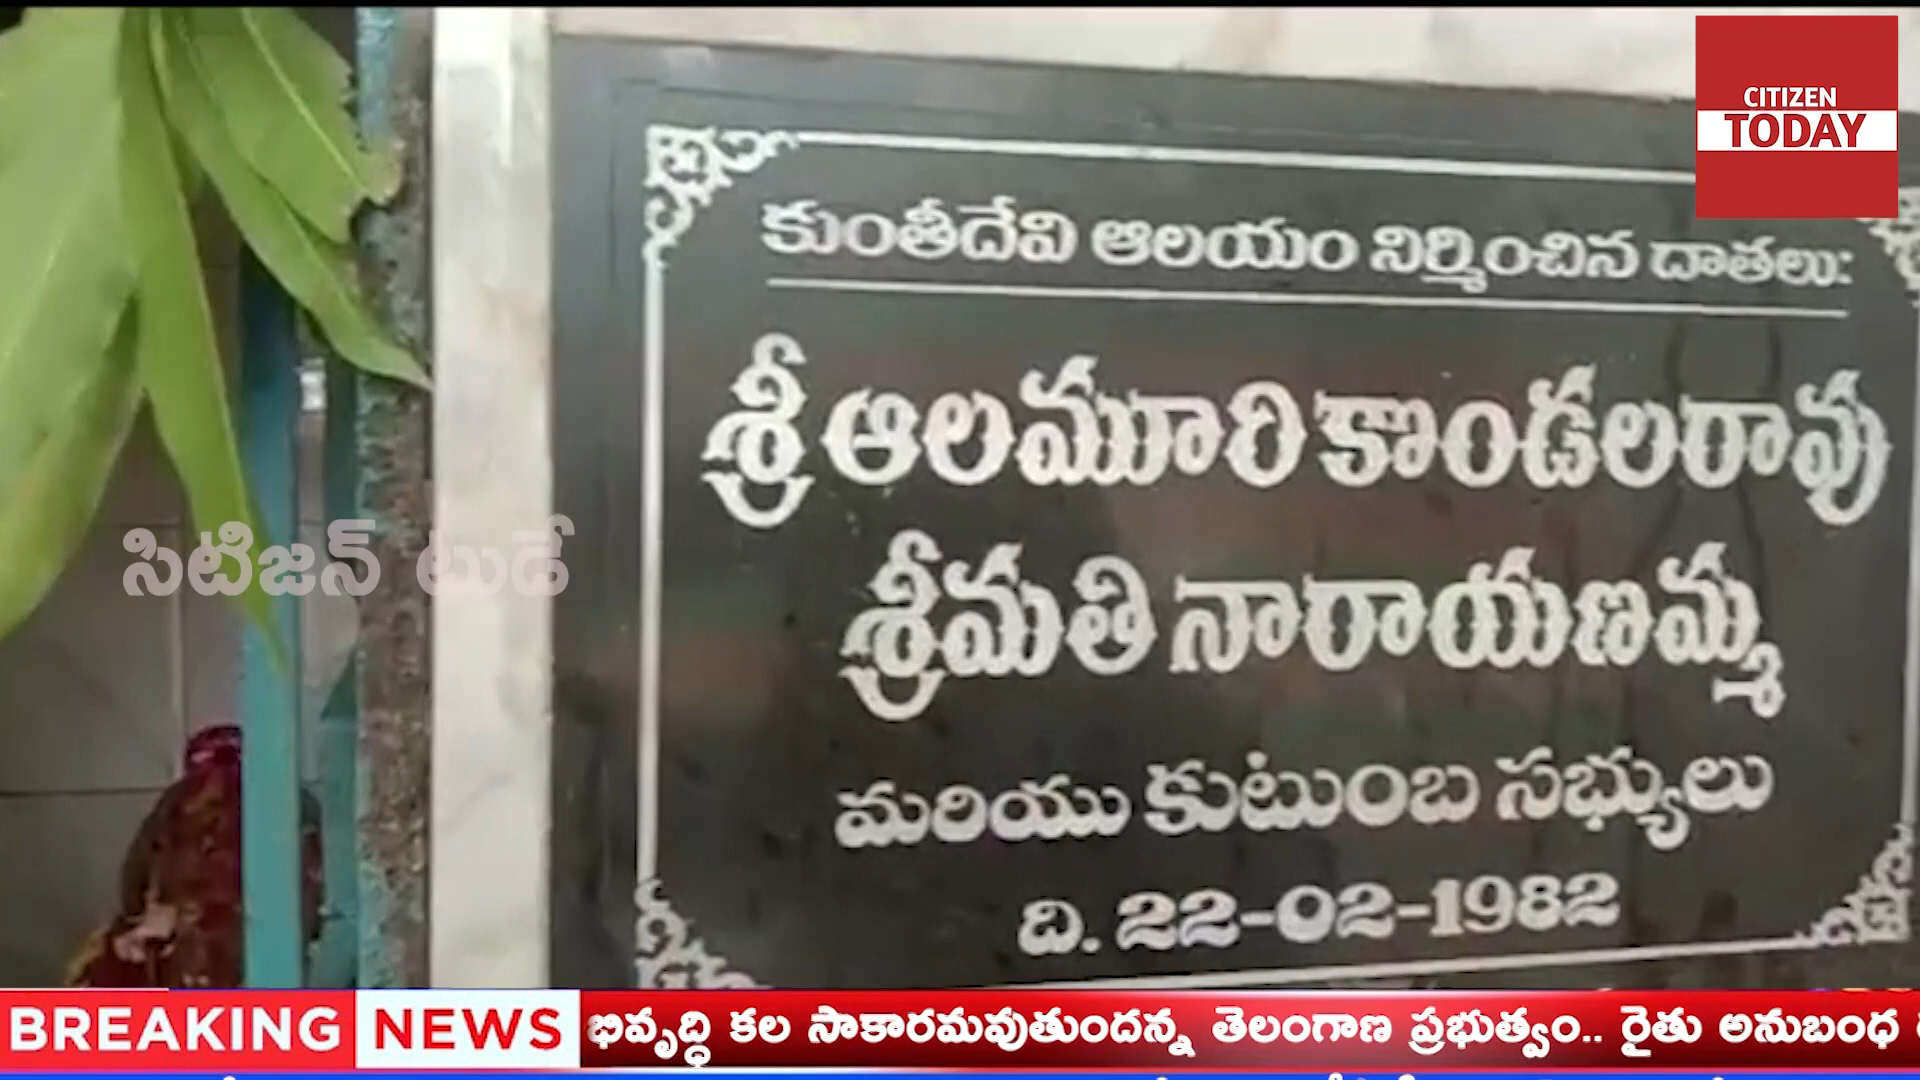 CITIZEN
TODAY
కుంతీదేవి ఆలయం నిర్మించిన దాతలు:
శ్రీ ఆలమూరి కొండలరావు
శ్రీమతి నారాయణమ్మ
మరియు కుటుంబ సభ్యులు
ది. 22-02-1982
సిటిజన్ టుడే
BREAKING NEWS
కల సాకారమవుతుందన్న తెలంగాణ ప్రభుత్వం.. రైతు అనుబంధ